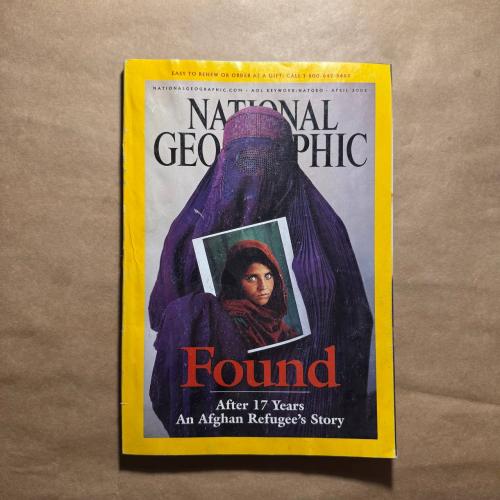 EASY TO RENEW OR ORDER AS A GIFT: CALL 1-800-647-5463
NATIONALGEOGRAPHIC.COM • AOL KEYWORD: NATGEO • APRIL 2002
NATIONAL
GEOGRAPHIC
Found
After 17 Years
An Afghan Refugee's Story